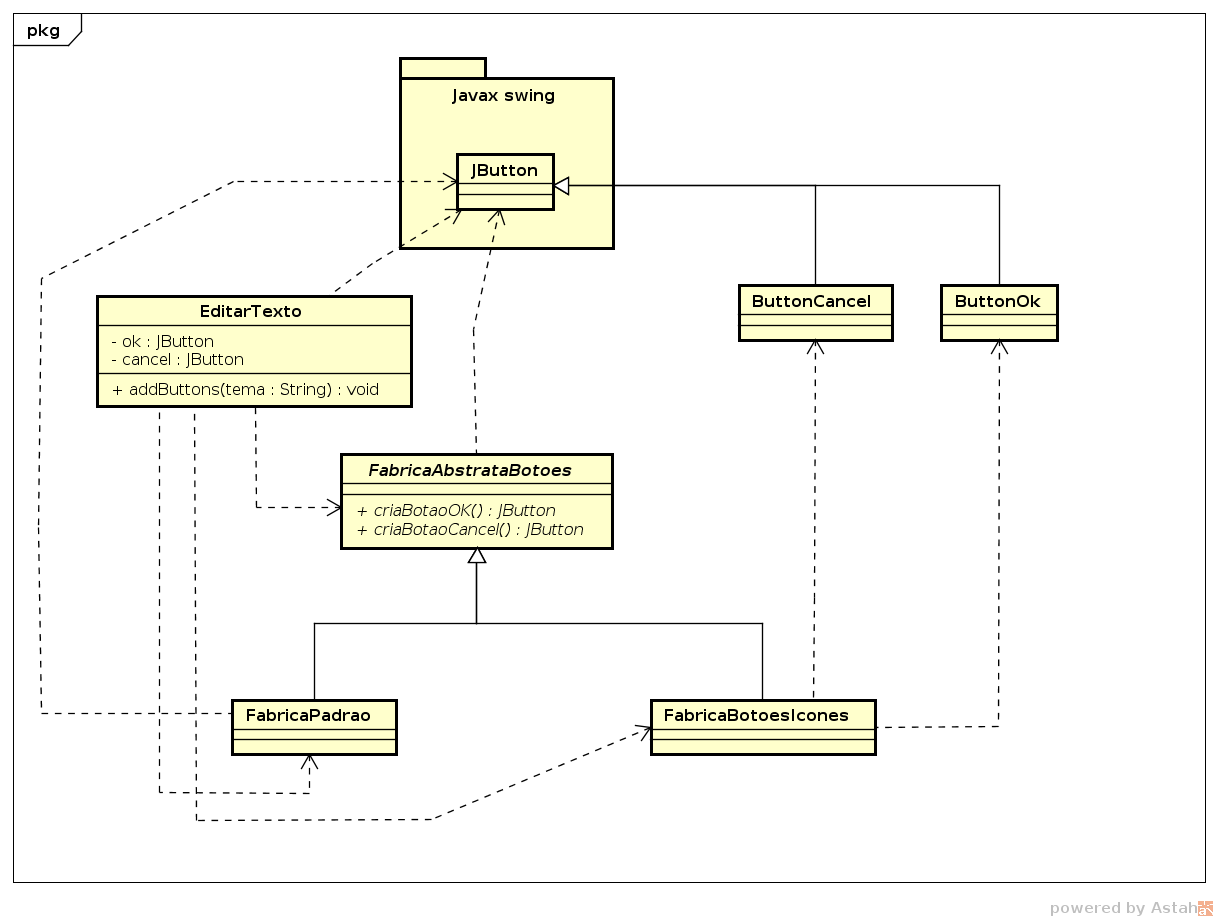 pkg
Javax swing
JButton
EditarTexto
- ok : JButton
- cancel : JButton
+ addButtons(tema : String) : void
ButtonCancel
ButtonOk
FabricaAbstrataBotoes
+ criaBotaoOK() : JButton
+ criaBotaoCancel() : JButton
FabricaPadrao
FabricaBotoesIcones
powered by Astah